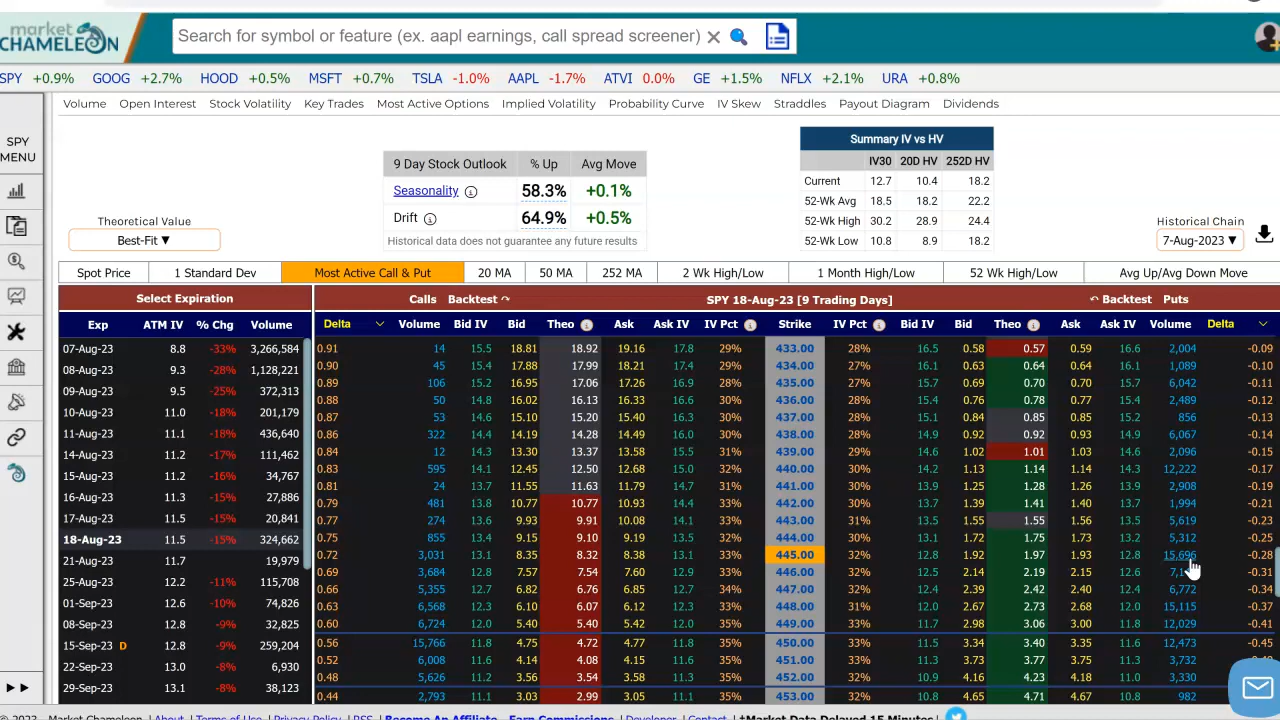 market
CHAMELEON
Search for symbol or feature (ex. aapl earnings, call spread screener)
SPY +0.9% GOOG +2.7% HOOD +0.5% MSFT +0.7% TSLA -1.0% AAPL -1.7% ATVI 0.0% GE +1.5% NFLX +2.1% URA +0.8%
Volume Open Interest Stock Volatility Key Trades Most Active Options Implied Volatility Probability Curve IV Skew Straddles Payout Diagram Dividends
SPY
MENU
9 Day Stock Outlook % Up Avg Move
Seasonality 58.3% +0.1%
Drift 64.9% +0.5%
Historical data does not guarantee any future results
Summary IV vs HV
IV30 20D HV 252D HV
Current 12.7 10.4 18.2
52-Wk Avg 18.5 18.2 22.2
52-Wk High 30.2 28.9 24.4
52-Wk Low 10.8 8.9 18.2
Theoretical Value
Best-Fit ▼
Historical Chain
7-Aug-2023 ▼
Spot Price 1 Standard Dev Most Active Call & Put 20 MA 50 MA 252 MA 2 Wk High/Low 1 Month High/Low 52 Wk High/Low Avg Up/Avg Down Move
Select Expiration
Exp ATM IV % Chg Volume
07-Aug-23 8.8 -33% 3,266,584
08-Aug-23 9.3 -28% 1,128,221
09-Aug-23 9.5 -25% 372,313
10-Aug-23 11.0 -18% 201,179
11-Aug-23 11.1 -18% 436,640
14-Aug-23 11.2 -17% 111,462
15-Aug-23 11.2 -16% 34,767
16-Aug-23 11.3 -15% 27,886
17-Aug-23 11.5 -15% 20,841
18-Aug-23 11.5 -15% 324,662
21-Aug-23 11.7 19,979
25-Aug-23 12.2 -11% 115,708
01-Sep-23 12.6 -10% 74,826
08-Sep-23 12.8 -9% 32,825
15-Sep-23 D 12.8 -9% 259,204
22-Sep-23 13.0 -8% 6,930
29-Sep-23 13.1 -8% 38,123
Calls Backtest SPY 18-Aug-23 [9 Trading Days] Backtest Puts
Delta Volume Bid IV Bid Theo Ask Ask IV IV Pct Strike IV Pct Bid IV Bid Theo Ask Ask IV Volume Delta
0.91 14 15.5 18.81 18.92 19.16 17.8 29% 433.00 28% 16.5 0.58 0.57 0.59 16.6 2,004 -0.09
0.90 45 15.4 17.88 17.99 18.21 17.4 29% 434.00 27% 16.1 0.63 0.64 0.64 16.1 1,089 -0.10
0.89 106 15.2 16.95 17.06 17.26 16.9 28% 435.00 27% 15.7 0.69 0.70 0.70 15.7 6,042 -0.11
0.88 50 14.8 16.02 16.13 16.33 16.6 30% 436.00 28% 15.4 0.76 0.78 0.77 15.4 2,489 -0.12
0.87 53 14.6 15.10 15.20 15.40 16.3 30% 437.00 28% 15.1 0.84 0.85 0.85 15.2 856 -0.13
0.86 322 14.4 14.19 14.28 14.49 16.0 30% 438.00 28% 14.9 0.92 0.92 0.93 14.9 6,067 -0.14
0.84 12 14.3 13.30 13.37 13.58 15.5 31% 439.00 29% 14.6 1.02 1.01 1.03 14.6 2,096 -0.15
0.83 595 14.1 12.45 12.50 12.68 15.0 32% 440.00 29% 14.2 1.13 1.14 1.14 14.3 12,222 -0.17
0.81 24 13.7 11.55 11.63 11.79 14.7 31% 441.00 30% 13.9 1.25 1.28 1.26 13.9 2,908 -0.19
0.79 481 13.8 10.77 10.77 10.93 14.4 33% 442.00 30% 13.7 1.39 1.41 1.40 13.7 1,994 -0.21
0.77 274 13.6 9.93 9.91 10.08 14.1 33% 443.00 31% 13.5 1.55 1.55 1.56 13.5 5,619 -0.23
0.75 855 13.4 9.15 9.10 9.19 13.5 33% 444.00 30% 13.1 1.72 1.75 1.73 13.2 5,312 -0.25
0.72 3,031 13.1 8.35 8.32 8.38 13.1 33% 445.00 32% 12.8 1.92 1.97 1.93 12.8 15,696 -0.28
0.69 3,684 12.8 7.57 7.54 7.60 12.9 33% 446.00 32% 12.5 2.14 2.19 2.15 12.6 -0.31
0.66 5,355 12.7 6.82 6.76 6.85 12.7 34% 447.00 32% 12.4 2.39 2.42 2.40 12.4 6,772 -0.34
0.63 6,568 12.3 6.10 6.07 6.12 12.3 33% 448.00 31% 12.0 2.67 2.73 2.68 12.0 15,115 -0.37
0.60 6,724 12.0 5.40 5.40 5.42 12.0 35% 449.00 33% 11.7 2.98 3.06 3.00 11.8 12,029 -0.41
0.56 15,766 11.8 4.75 4.72 4.77 11.8 35% 450.00 33% 11.5 3.34 3.40 3.35 11.6 12,473 -0.45
0.52 6,008 11.6 4.14 4.08 4.15 11.6 35% 451.00 33% 11.3 3.73 3.77 3.75 11.3 3,732
0.48 5,626 11.2 3.56 3.54 3.58 11.3 35% 452.00 34% 10.9 4.16 4.23 4.18 11.0 3,330
0.44 2,793 11.1 3.03 2.99 3.05 11.1 35% 453.00 34% 10.8 4.65 4.71 4.67 10.8 982
© 2023 Market Chameleon | About | Terms of Use | Privacy Policy | RSS | Become An Affiliate - Earn Commissions | Developer | Contact | *Market Data Delayed 15 Minutes |